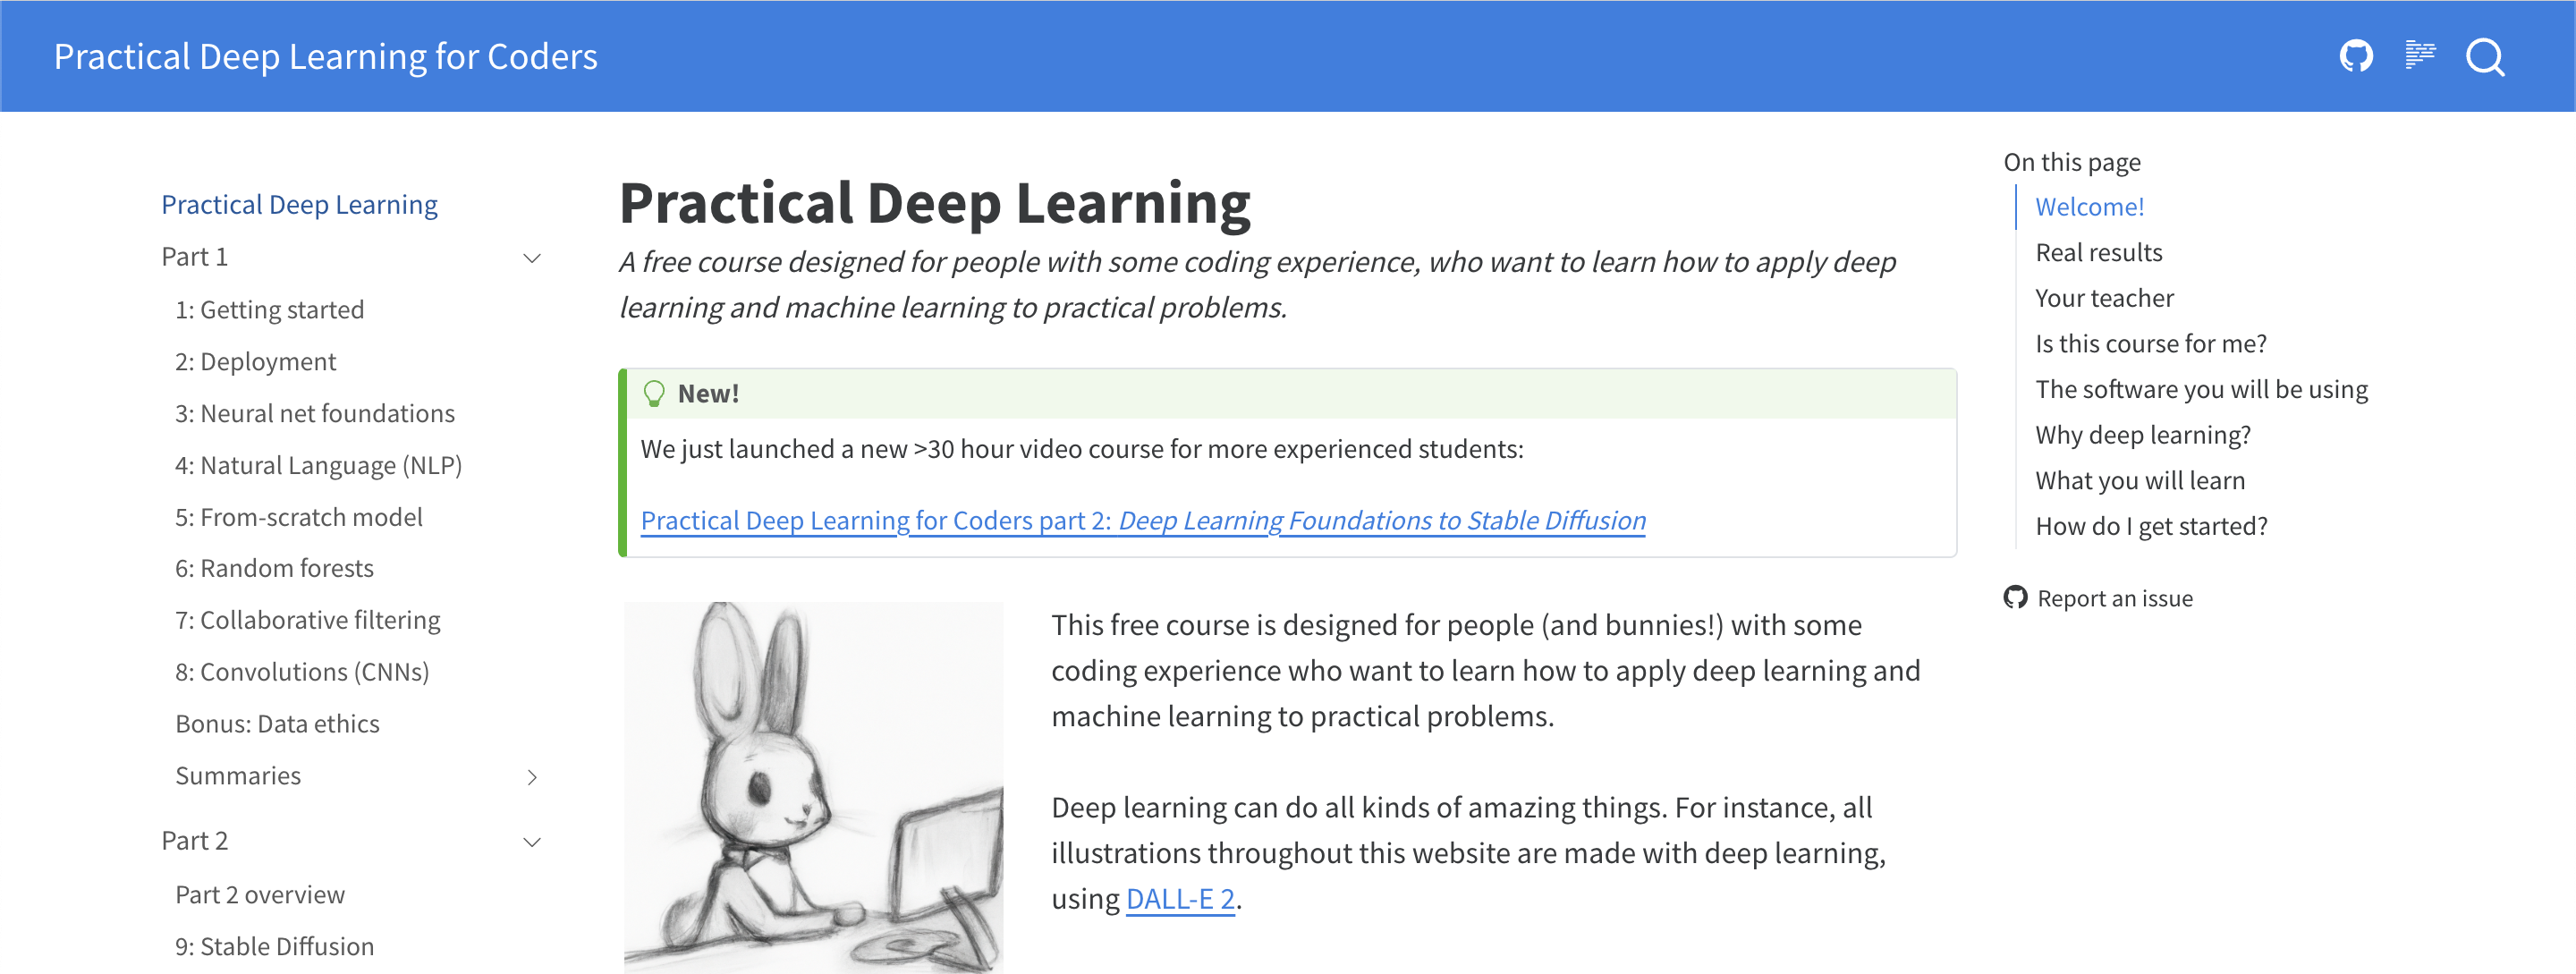 Practical Deep Learning for Coders
Practical Deep Learning
Part 1
1: Getting started
2: Deployment
3: Neural net foundations
4: Natural Language (NLP)
5: From-scratch model
6: Random forests
7: Collaborative filtering
8: Convolutions (CNNs)
Bonus: Data ethics
Summaries
Part 2
Part 2 overview
9: Stable Diffusion
Practical Deep Learning
A free course designed for people with some coding experience, who want to learn how to apply deep
learning and machine learning to practical problems.
New!
We just launched a new >30 hour video course for more experienced students:
Practical Deep Learning for Coders part 2: Deep Learning Foundations to Stable Diffusion
This free course is designed for people (and bunnies!) with some
coding experience who want to learn how to apply deep learning and
machine learning to practical problems.
Deep learning can do all kinds of amazing things. For instance, all
illustrations throughout this website are made with deep learning,
using DALL-E 2.
On this page
Welcome!
Real results
Your teacher
Is this course for me?
The software you will be using
Why deep learning?
What you will learn
How do I get started?
Report an issue